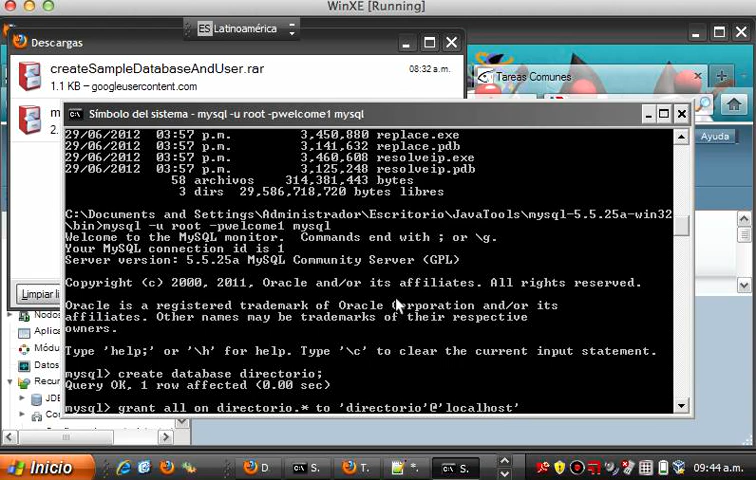 WinXE [Running]
ES Latinoamérica
Descargas
createSampleDatabaseAndUser.rar
08:32 a.m.
1.1 KB – googleusercontent.com
Tareas Comunes
m
2.
Símbolo del sistema - mysql -u root -pwelcome1 mysql
Ayuda
29/06/2012 03:57 p.m. 3,450,880 replace.exe
29/06/2012 03:57 p.m. 3,141,632 replace.pdb
29/06/2012 03:57 p.m. 3,460,608 resolveip.exe
29/06/2012 03:57 p.m. 3,125,248 resolveip.pdb
58 archivos 314,381,443 bytes
3 dirs 29,586,718,720 bytes libres
C:\Documents and Settings\Administrador\Escritorio\JavaTools\mysql-5.5.25a-win32
\bin>mysql -u root -pwelcome1 mysql
Welcome to the MySQL monitor. Commands end with ; or \g.
Your MySQL connection id is 1
Server version: 5.5.25a MySQL Community Server (GPL)
Copyright (c) 2000, 2011, Oracle and/or its affiliates. All rights reserved.
Oracle is a registered trademark of Oracle Corporation and/or its
affiliates. Other names may be trademarks of their respective
owners.
Type 'help;' or '\h' for help. Type '\c' to clear the current input statement.
mysql> create database directorio;
Query OK, 1 row affected (0.00 sec)
mysql> grant all on directorio.* to 'directorio'@'localhost'
Limpiar li
Nodos
Aplica
Módu
Datos
Recur
JDE
Con
Inicio
D
S.
T.
*.
S.
09:44 a.m.